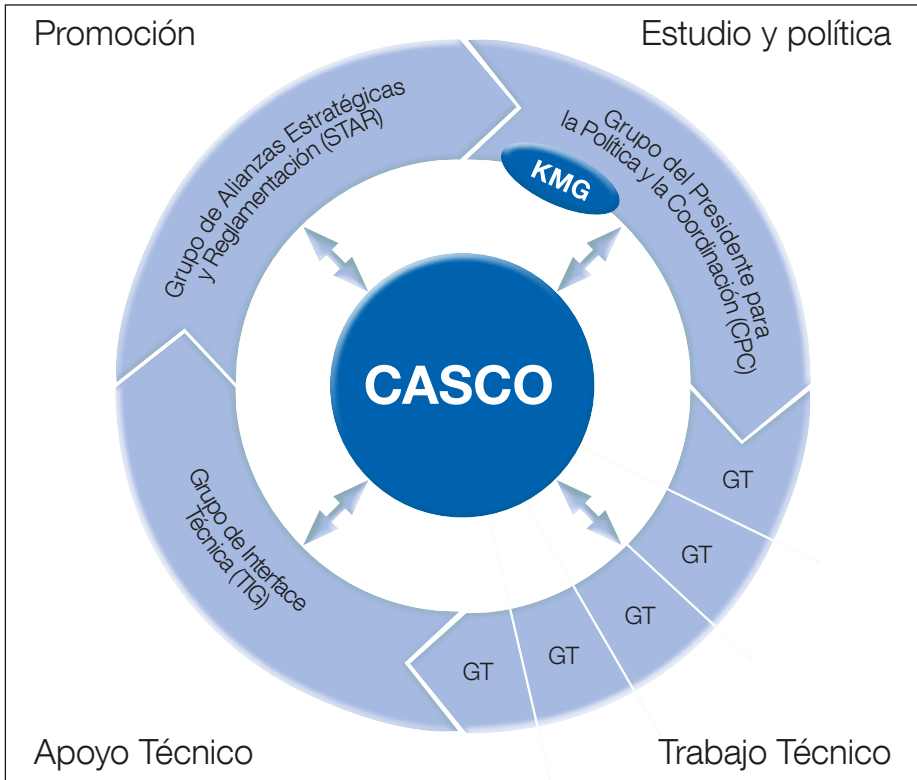 Promoción
Estudio y política
Grupo de Alianzas Estratégicas
y Reglamentación (STAR)
Grupo del Presidente para
la Política y la Coordinación (CPC)
KMG
CASCO
Grupo de Interface
Técnica (TIG)
GT
GT
GT
GT
GT
Apoyo Técnico
Trabajo Técnico